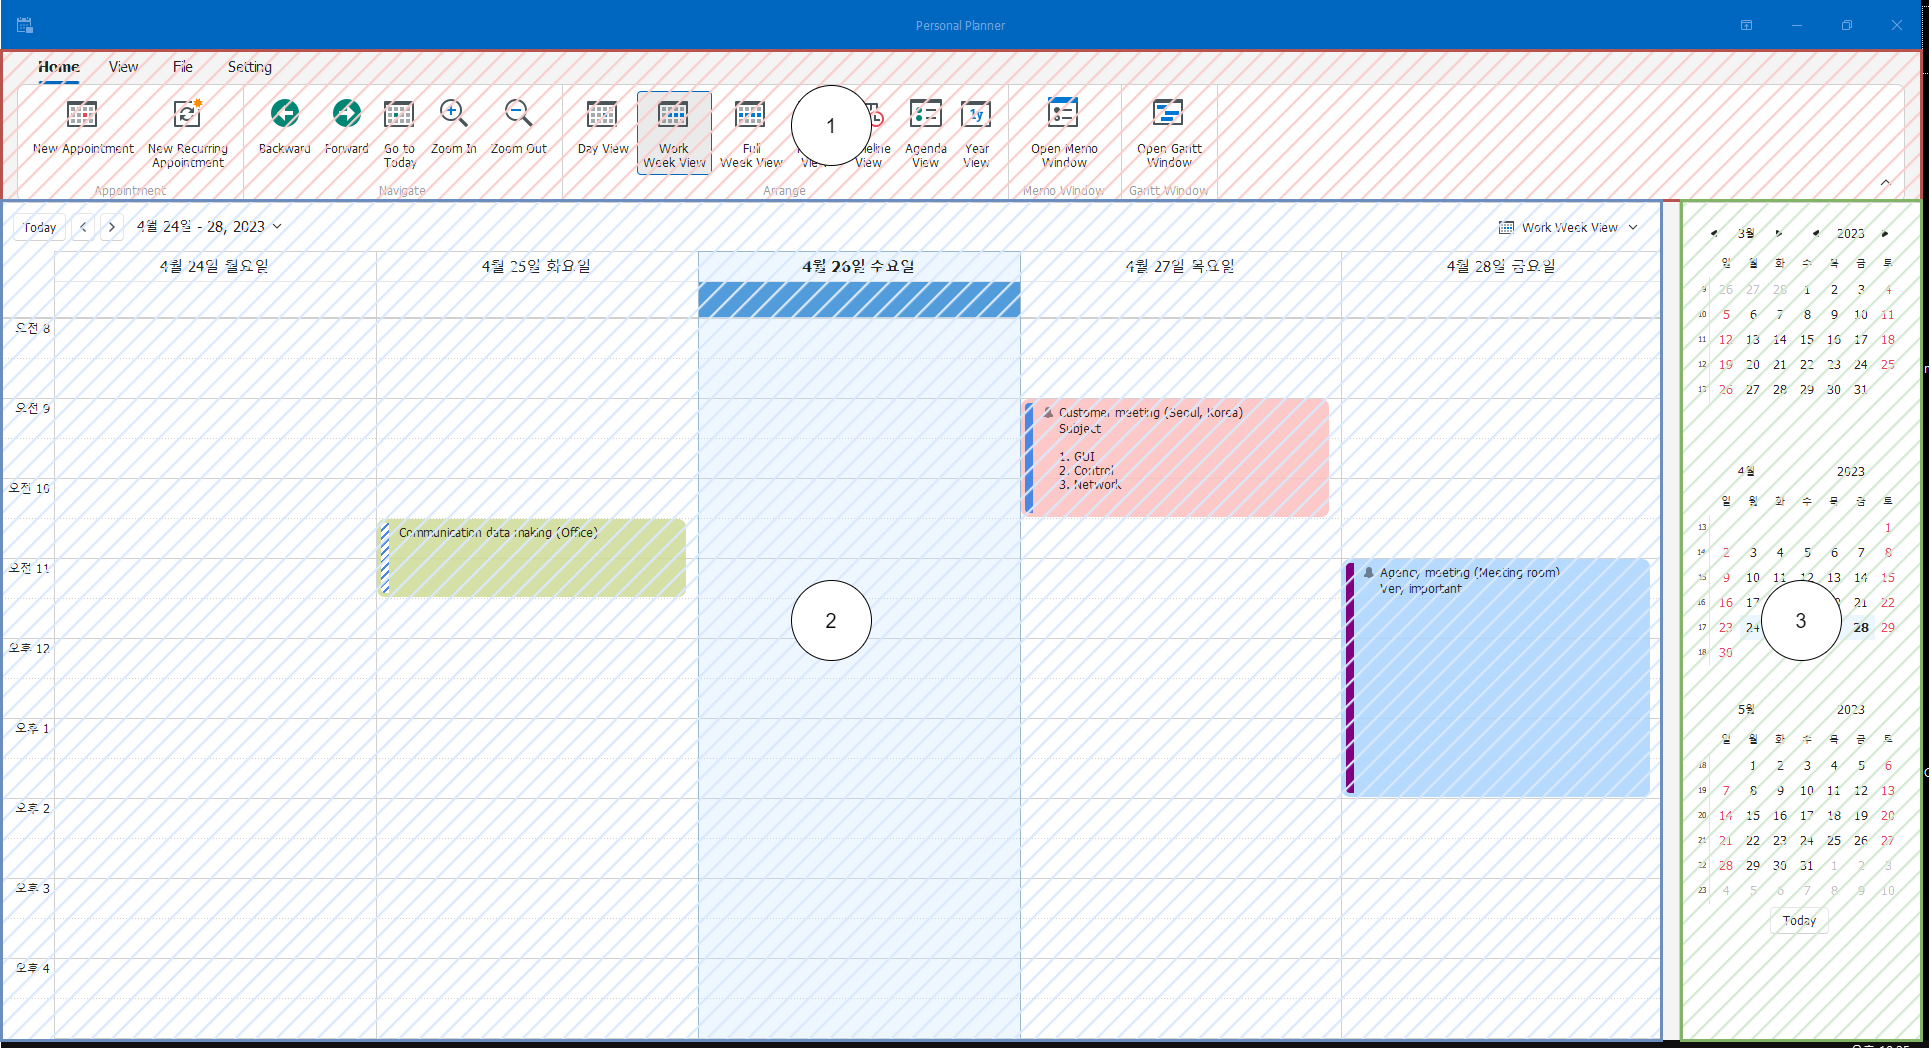 Personal Planner
Home View File Setting
New Appointment
New Recurring
Appointment
Backward
Forward
Go to
Today
Zoom In
Zoom Out
Day View
Work
Week View
Full
Week View
View
View
Agenda
View
Year
View
Open Memo
Window
Open Gantt
Window
Appointment
Navigate
Arrange
Memo Window
Gantt Window
1
Today 4월 24일 - 28, 2023
Work Week View
4월 24일 월요일
4월 25일 화요일
4월 26일 수요일
4월 27일 목요일
4월 28일 금요일
오전 8
오전 9
오전 10
오전 11
오후 12
오후 1
오후 2
오후 3
오후 4
Customer meeting (Seoul, Korea)
Subject
1. GUI
2. Control
3. Network
Communication data making (Office)
Agency meeting (Meeting room)
Very important
2
3월 2023
일 월 화 수 목 금 토
9 26 27 28 1 2 3 4
10 5 6 7 8 9 10 11
11 12 13 14 15 16 17 18
12 19 20 21 22 23 24 25
13 26 27 28 29 30 31
4월 2023
일 월 화 수 목 금 토
13 1
14 2 3 4 5 6 7 8
15 9 10 11 12 13 14 15
16 16 17 21 22
17 23 24 28 29
18 30
3
5월 2023
일 월 화 수 목 금 토
18 1 2 3 4 5 6
19 7 8 9 10 11 12 13
20 14 15 16 17 18 19 20
21 21 22 23 24 25 26 27
22 28 29 30 31 1 2 3
23 4 5 6 7 8 9 10
Today